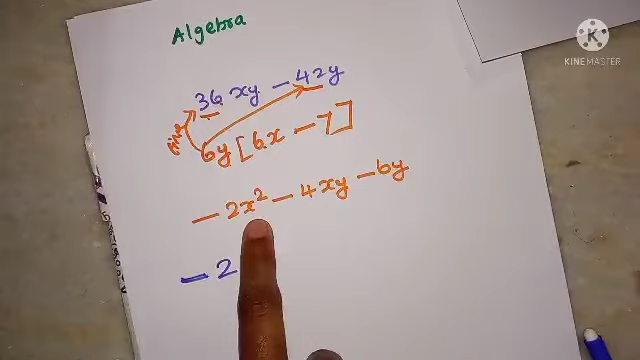 Algebra
36 xy - 42y
6y [6x - 7]
- 2x² - 4xy - 6y
- 2
K
KINEMASTER